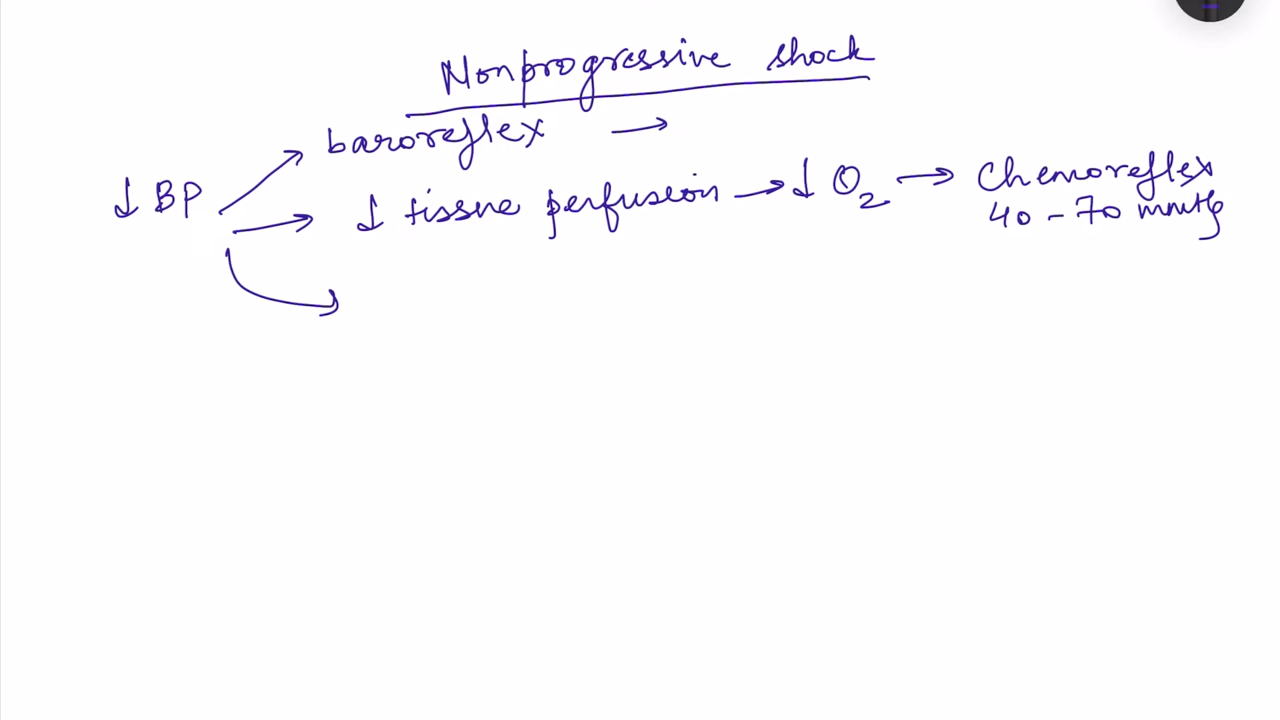 Nonprogressive shock
baroreflex →
↓ BP
↓ tissue perfusion → ↓ O₂ → Chemoreflex
40 - 70 mmHg